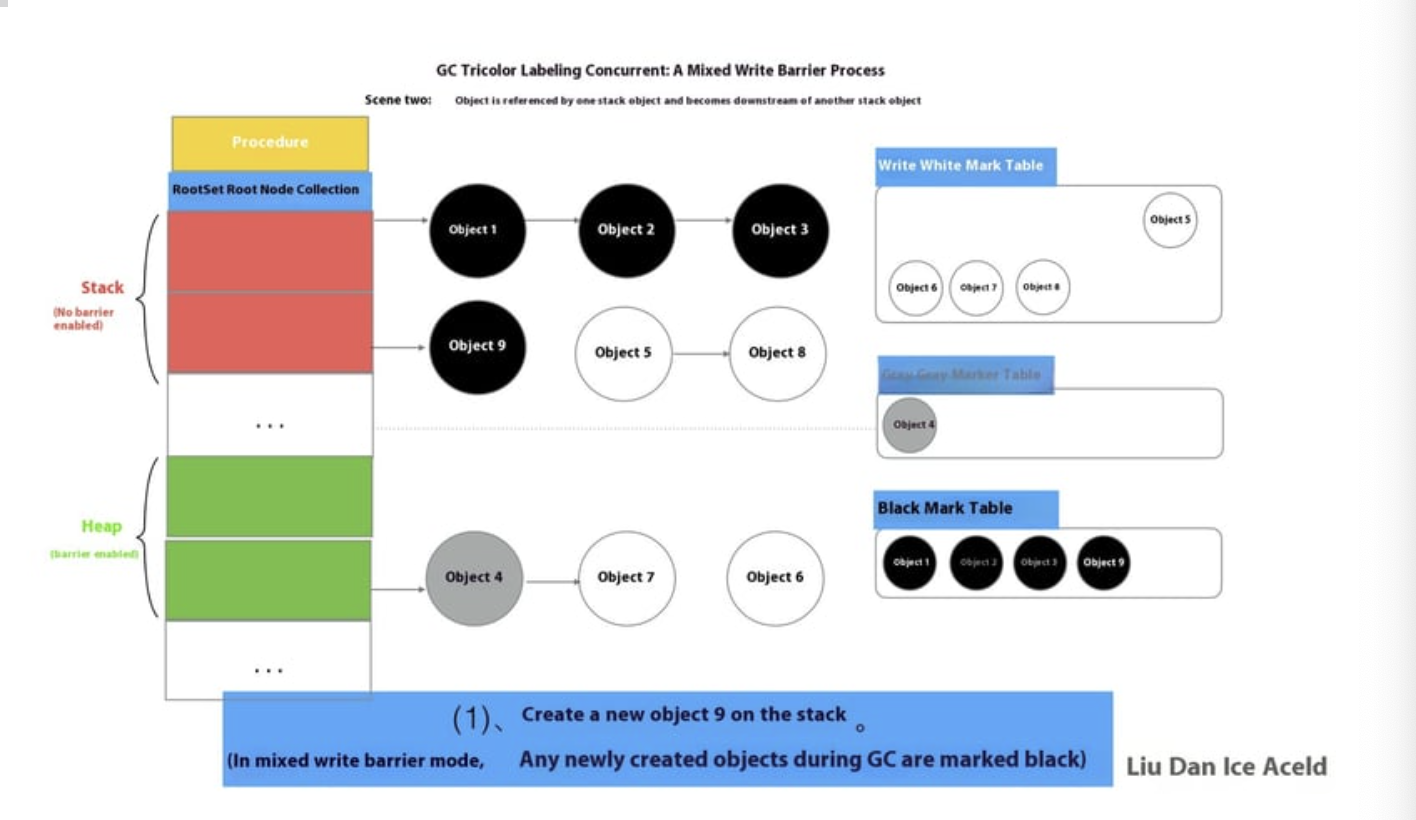 GC Tricolor Labeling Concurrent: A Mixed Write Barrier Process
Scene two: Object is referenced by one stack object and becomes downstream of another stack object
Procedure
RootSet Root Node Collection
Stack
(No barrier
enabled)
...
Heap
(barrier enabled)
...
Object 1
Object 2
Object 3
Object 9
Object 5
Object 8
Object 4
Object 7
Object 6
Write White Mark Table
Object 5
Object 6
Object 7
Object 8
Gray Gray Marker Table
Object 4
Black Mark Table
Object 1
Object 2
Object 3
Object 9
(1)、 Create a new object 9 on the stack 。
(In mixed write barrier mode, Any newly created objects during GC are marked black)
Liu Dan Ice Aceld